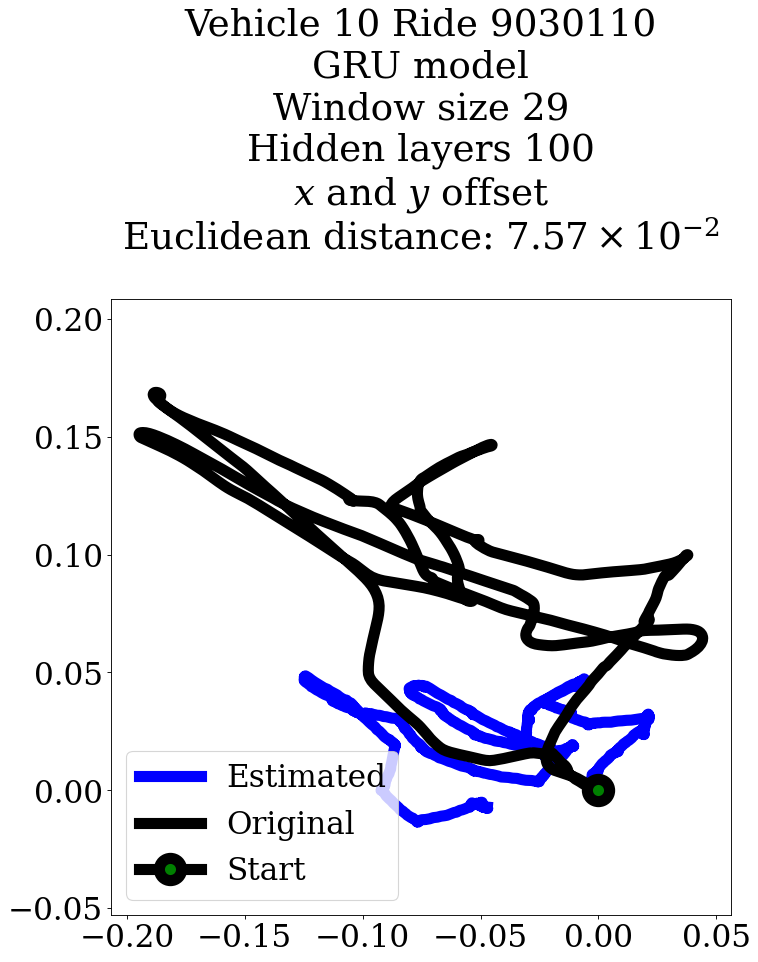 Vehicle 10 Ride 9030110
GRU model
Window size 29
Hidden layers 100
x and y offset
Euclidean distance: 7.57 × 10⁻²
0.20
0.15
0.10
0.05
0.00
−0.05
Estimated
Original
Start
−0.20 −0.15 −0.10 −0.05 0.00 0.05